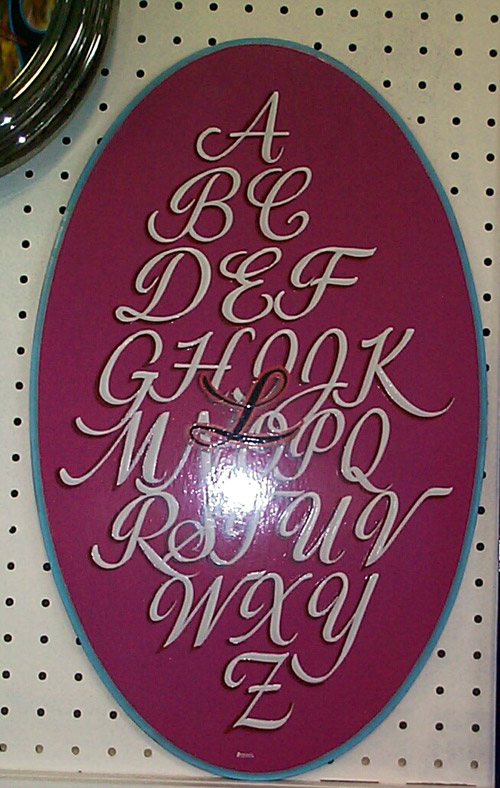 A
BC
DEF
GHIJK
L
MNOPQ
RSTUV
WXY
Z